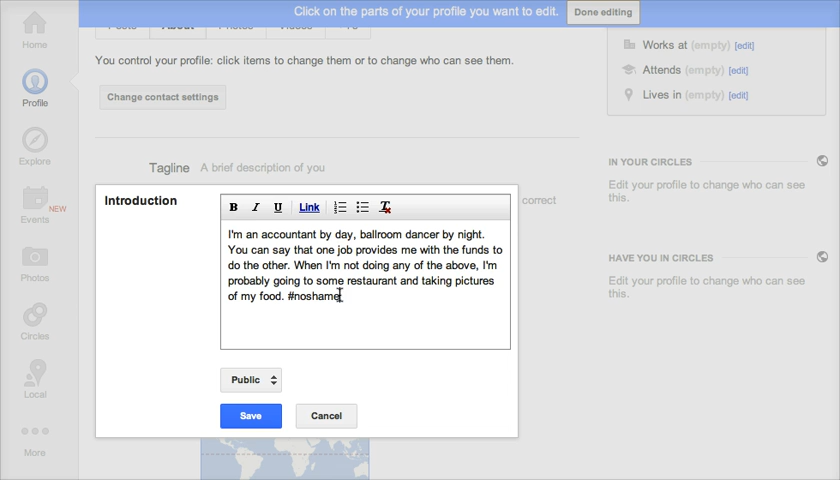 Click on the parts of your profile you want to edit. Done editing
Home
Profile
Explore
Events NEW
Photos
Circles
Local
More
About
You control your profile: click items to change them or to change who can see them.
Change contact settings
Tagline A brief description of you
correct
Introduction
B I U Link
I'm an accountant by day, ballroom dancer by night.
You can say that one job provides me with the funds to
do the other. When I'm not doing any of the above, I'm
probably going to some restaurant and taking pictures
of my food. #noshame
Public
Save Cancel
Works at (empty) [edit]
Attends (empty) [edit]
Lives in (empty) [edit]
IN YOUR CIRCLES
Edit your profile to change who can see
this.
HAVE YOU IN CIRCLES
Edit your profile to change who can see
this.